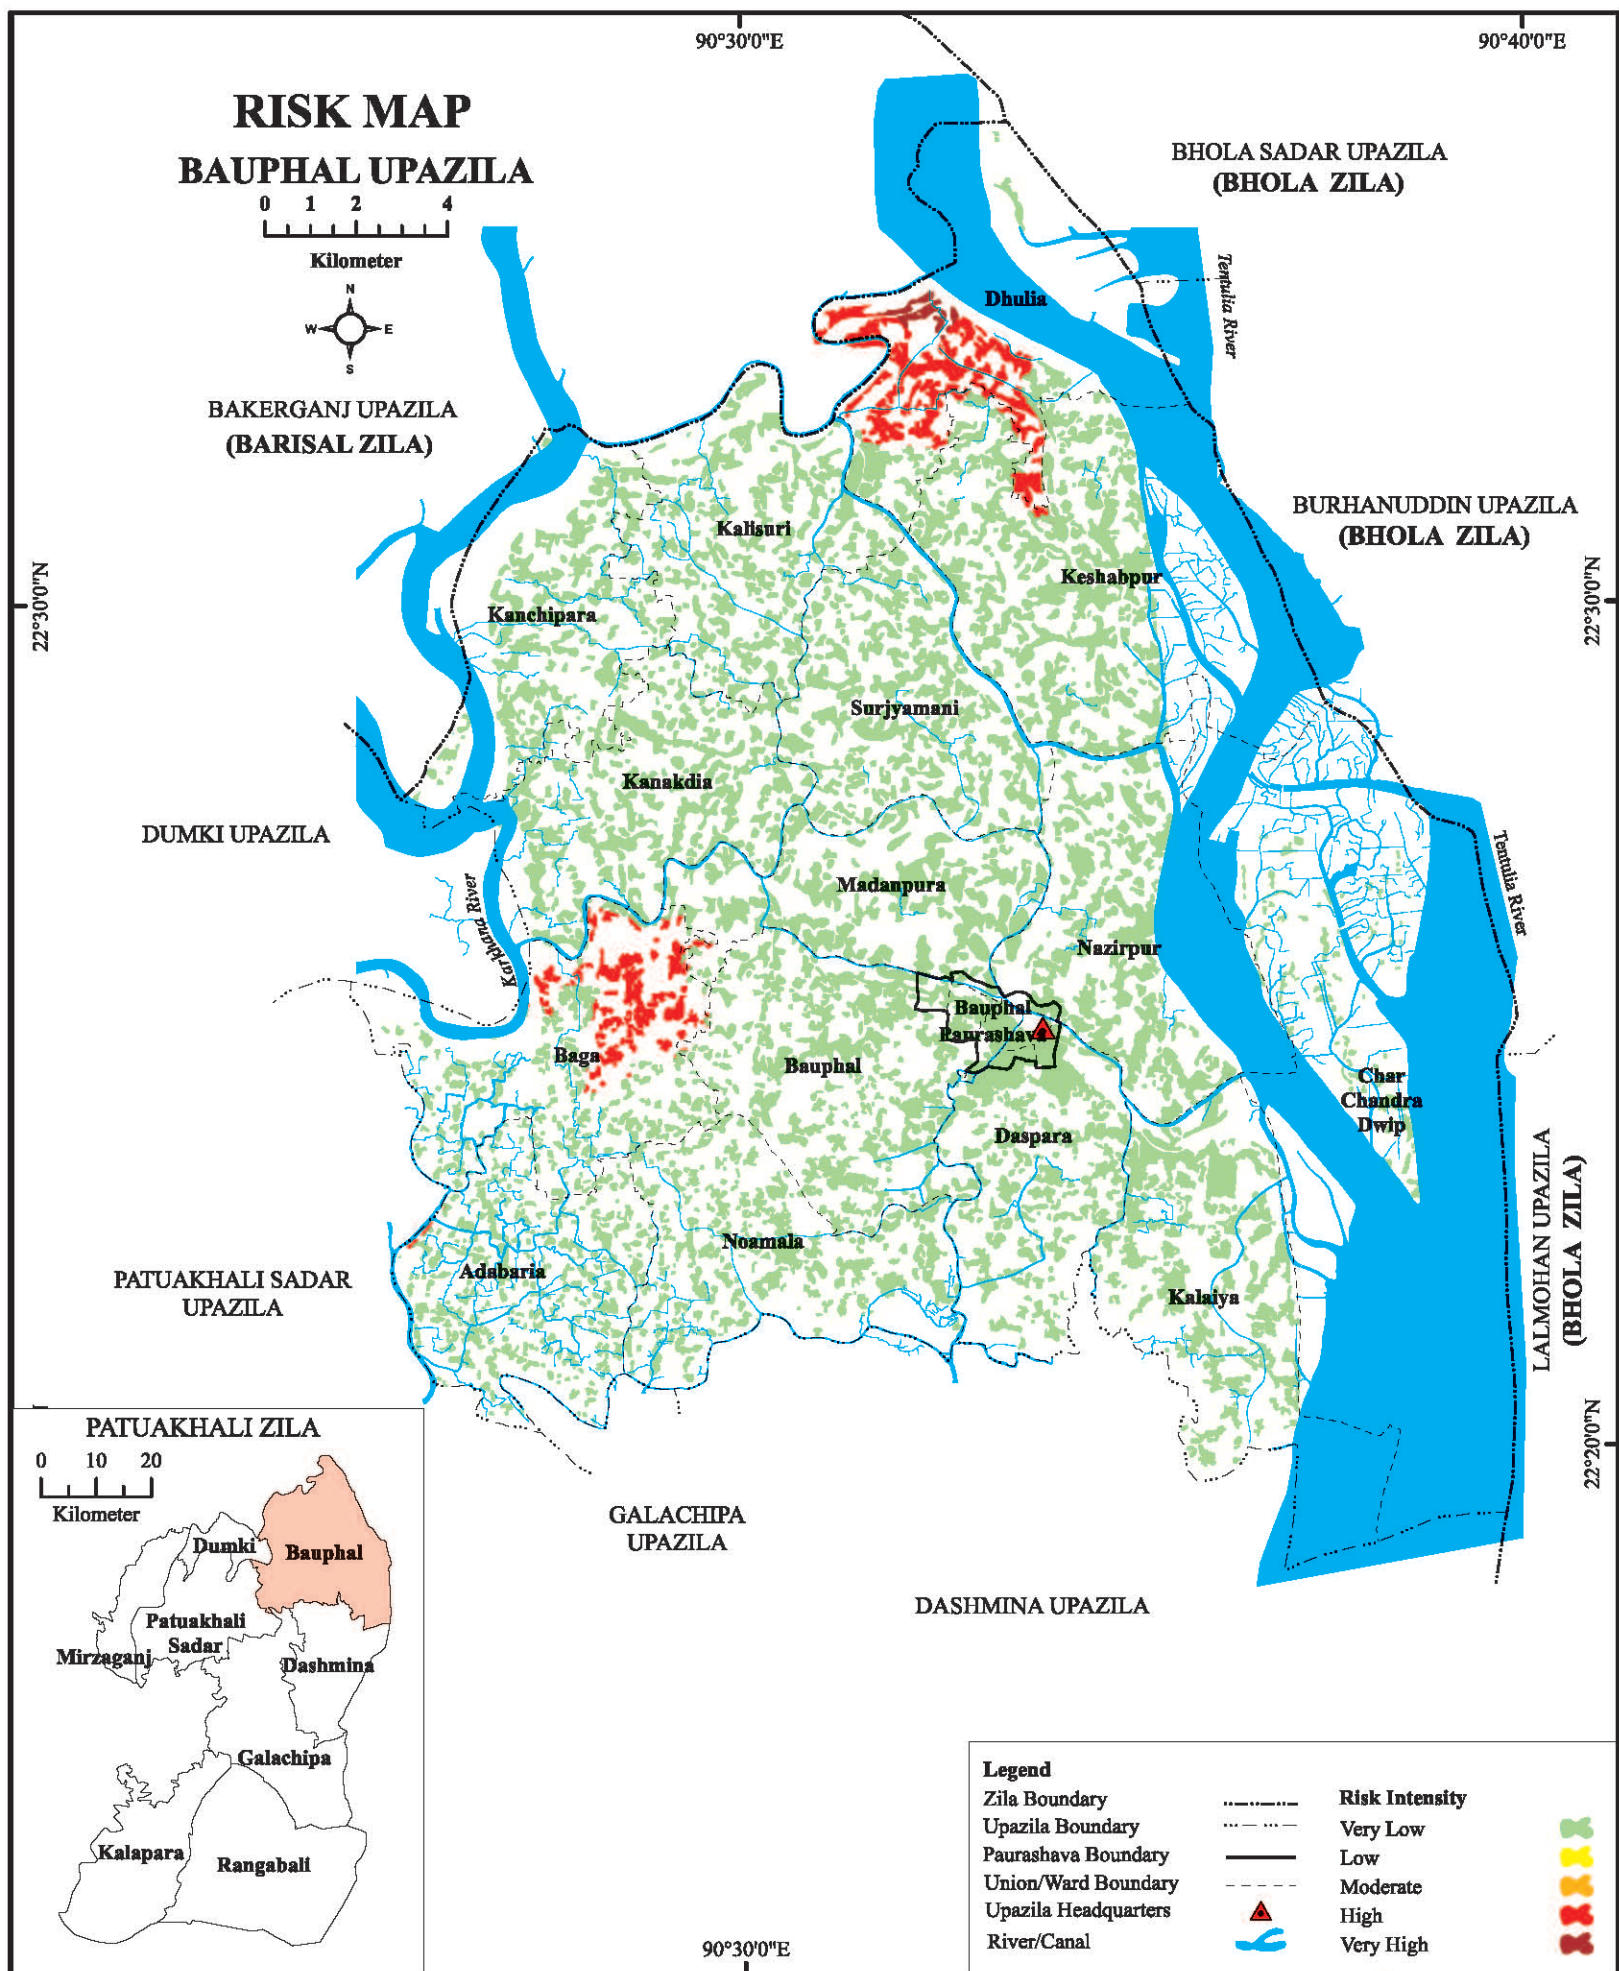 90°30'0"E
90°40'0"E
RISK MAP
BAUPHAL UPAZILA
0 1 2 4
Kilometer
N
W E
S
BHOLA SADAR UPAZILA
(BHOLA ZILA)
Tentulia River
Dhulia
BAKERGANJ UPAZILA
(BARISAL ZILA)
BURHANUDDIN UPAZILA
(BHOLA ZILA)
Kalisuri
Keshabpur
22°30'0"N
22°30'0"N
Kanchipara
Surjyamani
Kanakdia
DUMKI UPAZILA
Tentulia River
Madanpura
Karkhana River
Nazirpur
Bauphal
Paurashava
Baga
Bauphal
Char
Chandra
Dwip
Daspara
LALMOHAN UPAZILA
(BHOLA ZILA)
Noamala
Adabaria
PATUAKHALI SADAR
UPAZILA
Kalaiya
22°20'0"N
PATUAKHALI ZILA
0 10 20
Kilometer
Dumki
Bauphal
Patuakhali
Sadar
Mirzaganj
Dashmina
Galachipa
Kalapara
Rangabali
GALACHIPA
UPAZILA
DASHMINA UPAZILA
Legend
Zila Boundary
Upazila Boundary
Paurashava Boundary
Union/Ward Boundary
Upazila Headquarters
River/Canal
Risk Intensity
Very Low
Low
Moderate
High
Very High
90°30'0"E